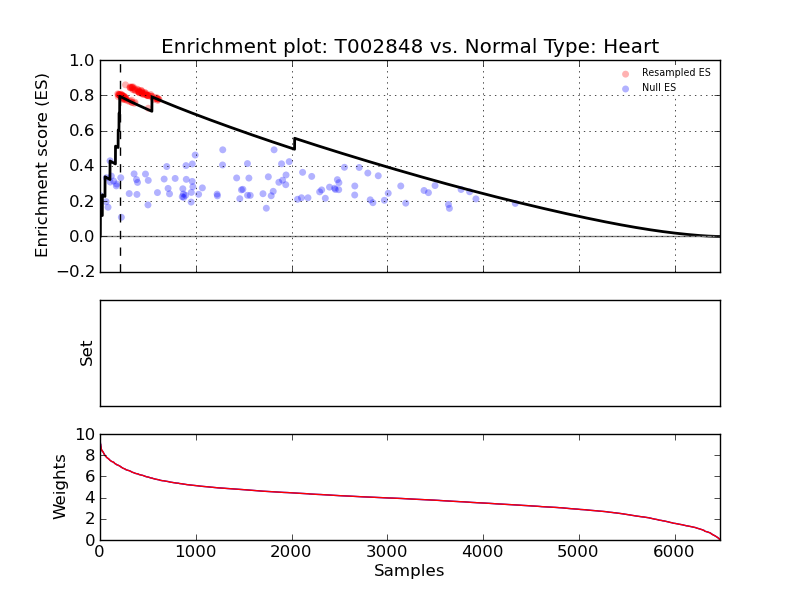 Enrichment plot: T002848 vs. Normal Type: Heart
Enrichment score (ES)
1.0
0.8
0.6
0.4
0.2
0.0
−0.2
Resampled ES
Null ES
Set
Weights
10
8
6
4
2
0
0 1000 2000 3000 4000 5000 6000
Samples